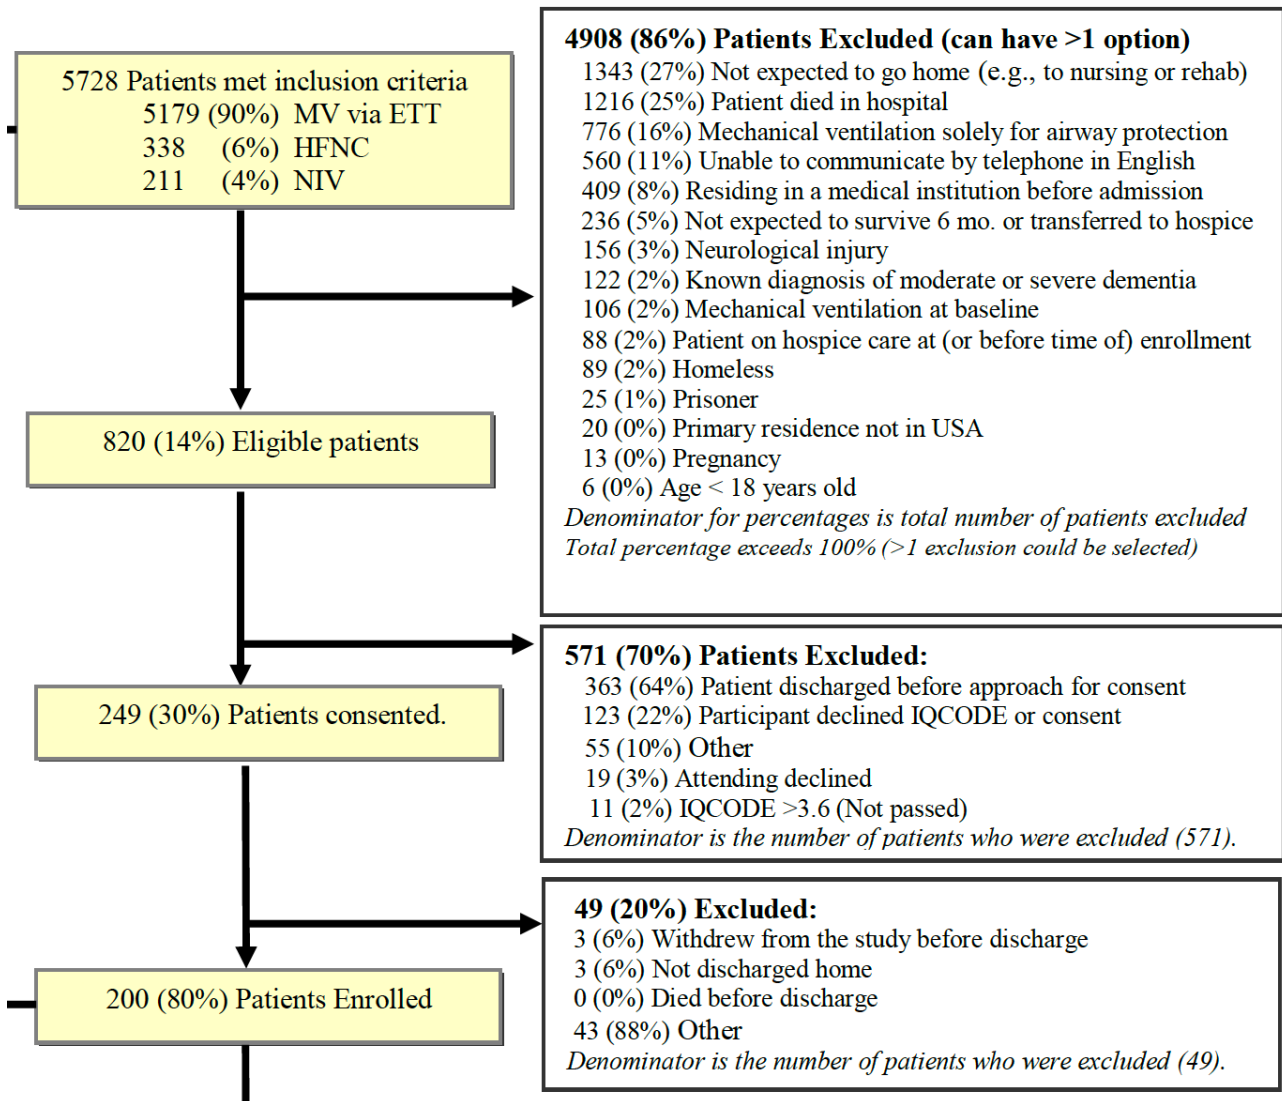 5728 Patients met inclusion criteria
5179 (90%) MV via ETT
338 (6%) HFNC
211 (4%) NIV
4908 (86%) Patients Excluded (can have >1 option)
1343 (27%) Not expected to go home (e.g., to nursing or rehab)
1216 (25%) Patient died in hospital
776 (16%) Mechanical ventilation solely for airway protection
560 (11%) Unable to communicate by telephone in English
409 (8%) Residing in a medical institution before admission
236 (5%) Not expected to survive 6 mo. or transferred to hospice
156 (3%) Neurological injury
122 (2%) Known diagnosis of moderate or severe dementia
106 (2%) Mechanical ventilation at baseline
88 (2%) Patient on hospice care at (or before time of) enrollment
89 (2%) Homeless
25 (1%) Prisoner
20 (0%) Primary residence not in USA
13 (0%) Pregnancy
6 (0%) Age < 18 years old
Denominator for percentages is total number of patients excluded
Total percentage exceeds 100% (>1 exclusion could be selected)
820 (14%) Eligible patients
571 (70%) Patients Excluded:
363 (64%) Patient discharged before approach for consent
123 (22%) Participant declined IQCODE or consent
55 (10%) Other
19 (3%) Attending declined
11 (2%) IQCODE >3.6 (Not passed)
Denominator is the number of patients who were excluded (571).
249 (30%) Patients consented.
49 (20%) Excluded:
3 (6%) Withdrew from the study before discharge
3 (6%) Not discharged home
0 (0%) Died before discharge
43 (88%) Other
Denominator is the number of patients who were excluded (49).
200 (80%) Patients Enrolled